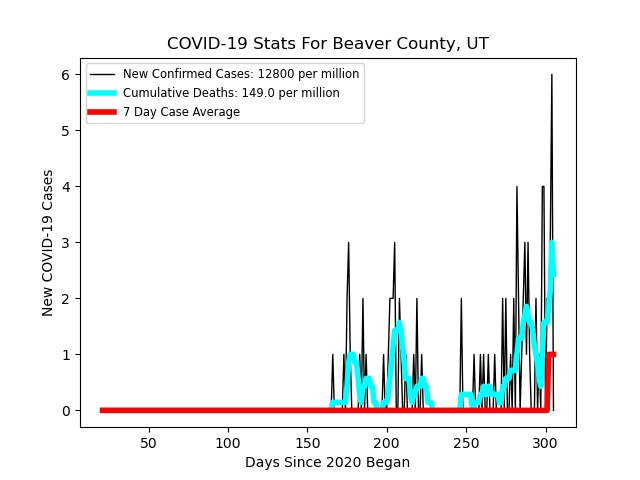 COVID-19 Stats For Beaver County, UT
New Confirmed Cases: 12800 per million
Cumulative Deaths: 149.0 per million
7 Day Case Average
New COVID-19 Cases
6
5
4
3
2
1
0
50 100 150 200 250 300
Days Since 2020 Began